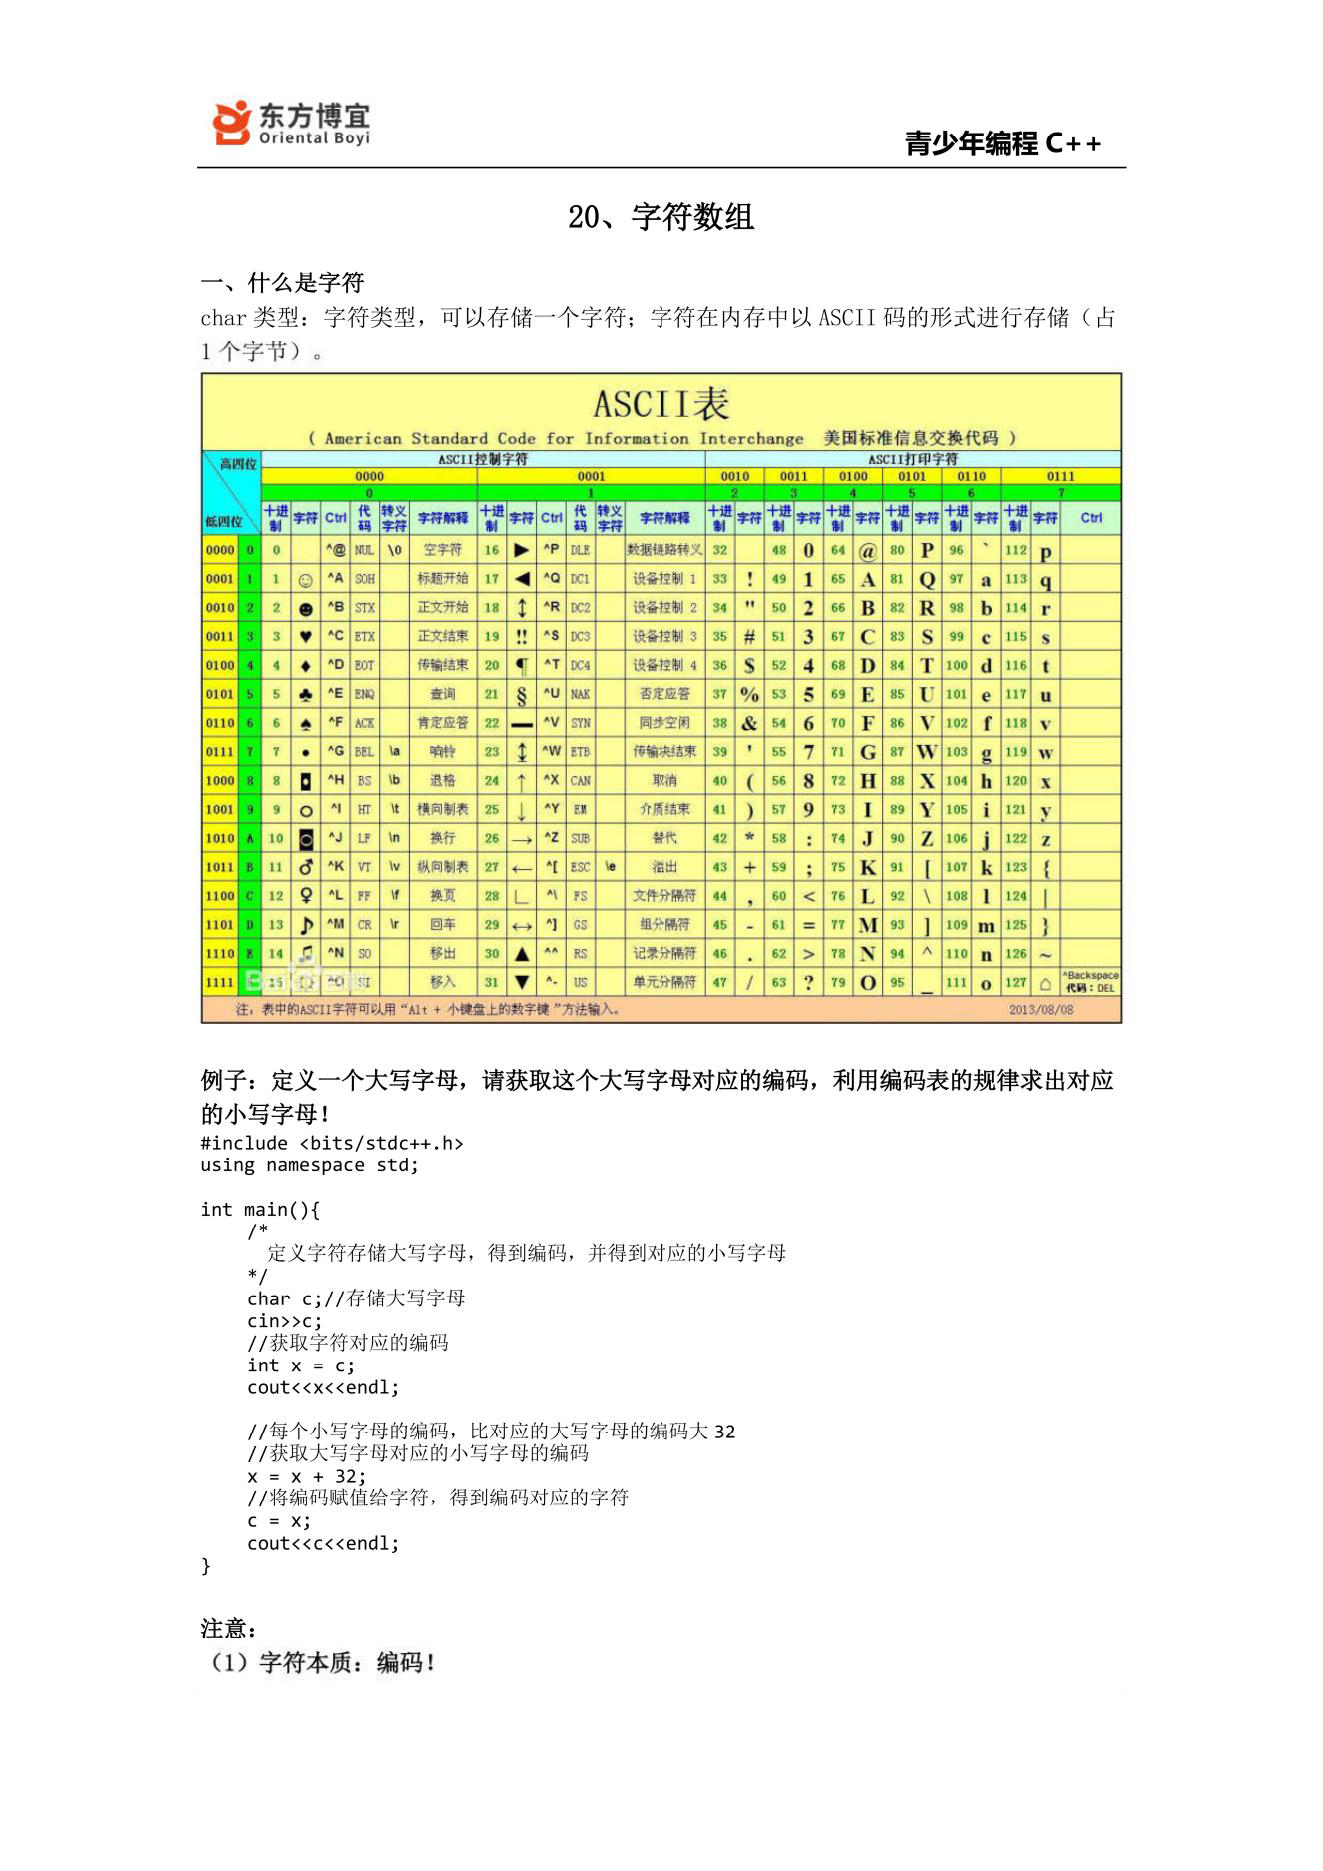 东方博宜
Oriental Boyi
青少年编程 C++
20、字符数组
一、什么是字符
char 类型：字符类型，可以存储一个字符；字符在内存中以 ASCII 码的形式进行存储（占
1 个字节）。
ASCII表
( American Standard Code for Information Interchange 美国标准信息交换代码 )
高四位 ASCII控制字符 ASCII打印字符
0000 0001 0010 0011 0100 0101 0110 0111
0 1 2 3 4 5 6 7
低四位 十进制 字符 Ctrl 代码 转义字符 字符解释 十进制 字符 Ctrl 代码 转义字符 字符解释 十进制 字符 十进制 字符 十进制 字符 十进制 字符 十进制 字符 十进制 字符 Ctrl
0000 0 0 ^@ NUL \0 空字符 16 ► ^P DLE 数据链路转义 32 48 0 64 @ 80 P 96 ` 112 p
0001 1 1 ☺ ^A SOH 标题开始 17 ◄ ^Q DC1 设备控制 1 33 ! 49 1 65 A 81 Q 97 a 113 q
0010 2 2 ☻ ^B STX 正文开始 18 ↕ ^R DC2 设备控制 2 34 " 50 2 66 B 82 R 98 b 114 r
0011 3 3 ♥ ^C ETX 正文结束 19 ‼ ^S DC3 设备控制 3 35 # 51 3 67 C 83 S 99 c 115 s
0100 4 4 ♦ ^D EOT 传输结束 20 ¶ ^T DC4 设备控制 4 36 $ 52 4 68 D 84 T 100 d 116 t
0101 5 5 ♣ ^E ENQ 查询 21 § ^U NAK 否定应答 37 % 53 5 69 E 85 U 101 e 117 u
0110 6 6 ♠ ^F ACK 肯定应答 22 ▬ ^V SYN 同步空闲 38 & 54 6 70 F 86 V 102 f 118 v
0111 7 7 • ^G BEL \a 响铃 23 ↨ ^W ETB 传输块结束 39 ' 55 7 71 G 87 W 103 g 119 w
1000 8 8 ◘ ^H BS \b 退格 24 ↑ ^X CAN 取消 40 ( 56 8 72 H 88 X 104 h 120 x
1001 9 9 ○ ^I HT \t 横向制表 25 ↓ ^Y EM 介质结束 41 ) 57 9 73 I 89 Y 105 i 121 y
1010 A 10 ◙ ^J LF \n 换行 26 → ^Z SUB 替代 42 * 58 : 74 J 90 Z 106 j 122 z
1011 B 11 ♂ ^K VT \v 纵向制表 27 ← ^[ ESC \e 溢出 43 + 59 ; 75 K 91 [ 107 k 123 {
1100 C 12 ♀ ^L FF \f 换页 28 ∟ ^\ FS 文件分隔符 44 , 60 < 76 L 92 \ 108 l 124 |
1101 D 13 ♪ ^M CR \r 回车 29 ↔ ^] GS 组分隔符 45 - 61 = 77 M 93 ] 109 m 125 }
1110 E 14 ♫ ^N SO 移出 30 ▲ ^^ RS 记录分隔符 46 . 62 > 78 N 94 ^ 110 n 126 ~
1111 15 移入 31 ▼ ^- US 单元分隔符 47 / 63 ? 79 O 95 _ 111 o 127 ⌂ ^Backspace 代码：DEL
注：表中的ASCII字符可以用“Alt + 小键盘上的数字键”方法输入。 2013/08/08
例子：定义一个大写字母，请获取这个大写字母对应的编码，利用编码表的规律求出对应
的小写字母！
#include <bits/stdc++.h>
using namespace std;
int main(){
/*
定义字符存储大写字母，得到编码，并得到对应的小写字母
*/
char c;//存储大写字母
cin>>c;
//获取字符对应的编码
int x = c;
cout<<x<<endl;
//每个小写字母的编码，比对应的大写字母的编码大 32
//获取大写字母对应的小写字母的编码
x = x + 32;
//将编码赋值给字符，得到编码对应的字符
c = x;
cout<<c<<endl;
}
注意：
（1）字符本质：编码！